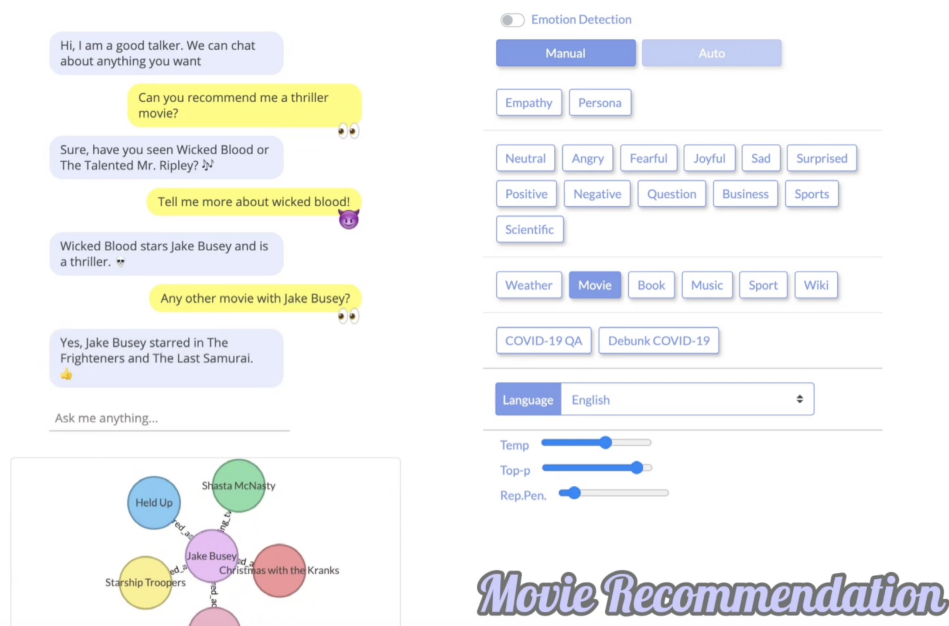 Hi, I am a good talker. We can chat
about anything you want
Can you recommend me a thriller
movie?
Sure, have you seen Wicked Blood or
The Talented Mr. Ripley?
Tell me more about wicked blood!
Wicked Blood stars Jake Busey and is
a thriller.
Any other movie with Jake Busey?
Yes, Jake Busey starred in The
Frighteners and The Last Samurai.
Ask me anything...
Shasta McNasty
Held Up
Jake Busey
Christmas with the Kranks
Starship Troopers
Emotion Detection
Manual Auto
Empathy Persona
Neutral Angry Fearful Joyful Sad Surprised
Positive Negative Question Business Sports
Scientific
Weather Movie Book Music Sport Wiki
COVID-19 QA Debunk COVID-19
Language English
Temp
Top-p
Rep.Pen.
Movie Recommendation